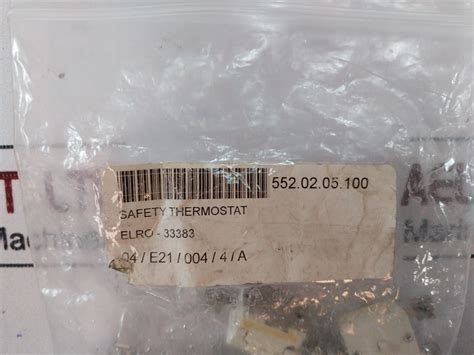 552.02.05.100
SAFETY THERMOSTAT
ELRO - 33383
04 / E21 / 004 / 4 / A